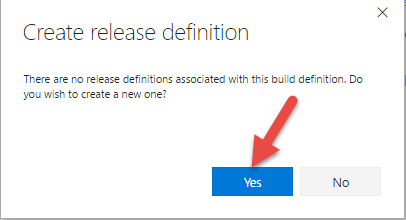 Create release definition
There are no release definitions associated with this build definition. Do
you wish to create a new one?
Yes No